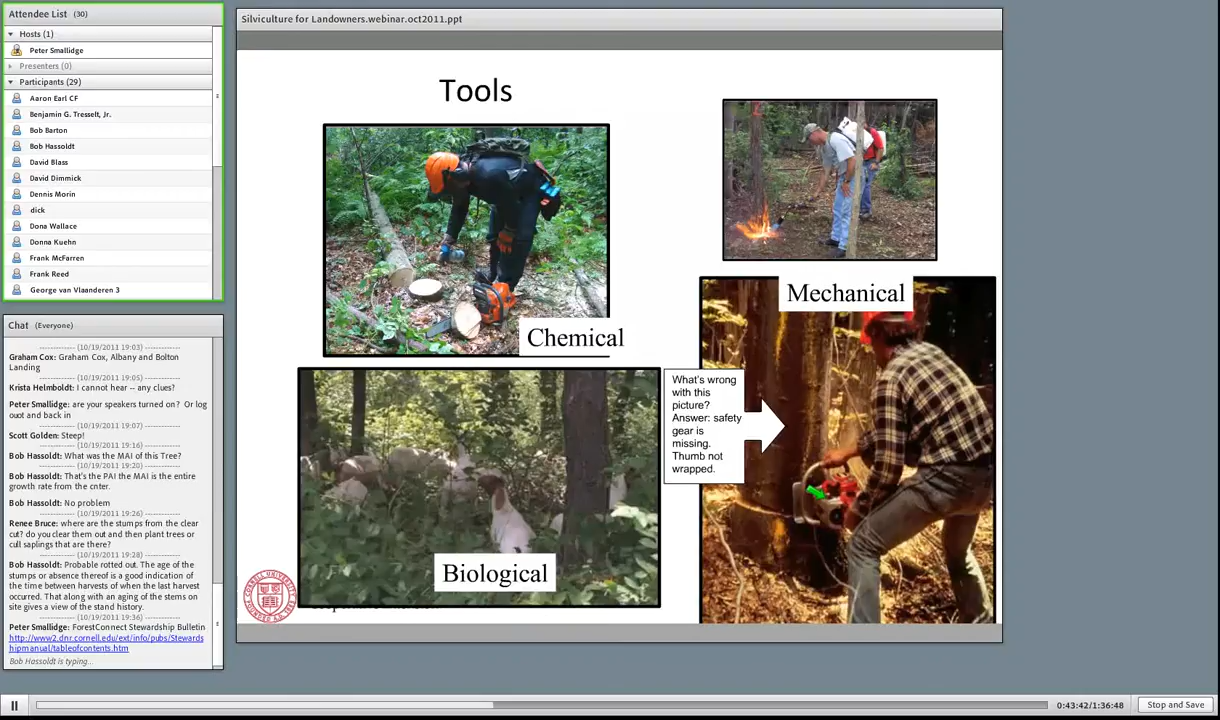 Attendee List (30)
Hosts (1)
Peter Smallidge
Presenters (0)
Participants (29)
Aaron Earl CF
Benjamin G. Tresselt, Jr.
Bob Barton
Bob Hassoldt
David Blass
David Dimmick
Dennis Morin
dick
Dona Wallace
Donna Kuehn
Frank McFarren
Frank Reed
George van Vlaanderen 3
Chat (Everyone)
------------- (10/19/2011 19:03) -------------
Graham Cox: Graham Cox, Albany and Bolton
Landing
------------- (10/19/2011 19:05) -------------
Krista Helmboldt: I cannot hear -- any clues?
Peter Smallidge: are your speakers turned on? Or log
ouot and back in
------------- (10/19/2011 19:07) -------------
Scott Golden: Steep!
------------- (10/19/2011 19:16) -------------
Bob Hassoldt: What was the MAI of this Tree?
------------- (10/19/2011 19:20) -------------
Bob Hassoldt: That's the PAI the MAI is the entire
growth rate from the cnter.
Bob Hassoldt: No problem
------------- (10/19/2011 19:26) -------------
Renee Bruce: where are the stumps from the clear
cut? do you clear them out and then plant trees or
cull saplings that are there?
------------- (10/19/2011 19:28) -------------
Bob Hassoldt: Probable rotted out. The age of the
stumps or absence thereof is a good indication of
the time between harvests of when the last harvest
occurred. That along with an aging of the stems on
site gives a view of the stand history.
------------- (10/19/2011 19:36) -------------
Peter Smallidge: ForestConnect Stewardship Bulletin
http://www2.dnr.cornell.edu/ext/info/pubs/Stewards
hipmanual/tableofcontents.htm
Bob Hassoldt is typing...
Silviculture for Landowners.webinar.oct2011.ppt
Tools
Chemical
Mechanical
What's wrong
with this
picture?
Answer: safety
gear is
missing.
Thumb not
wrapped.
Biological
0:43:42/1:36:48
Stop and Save